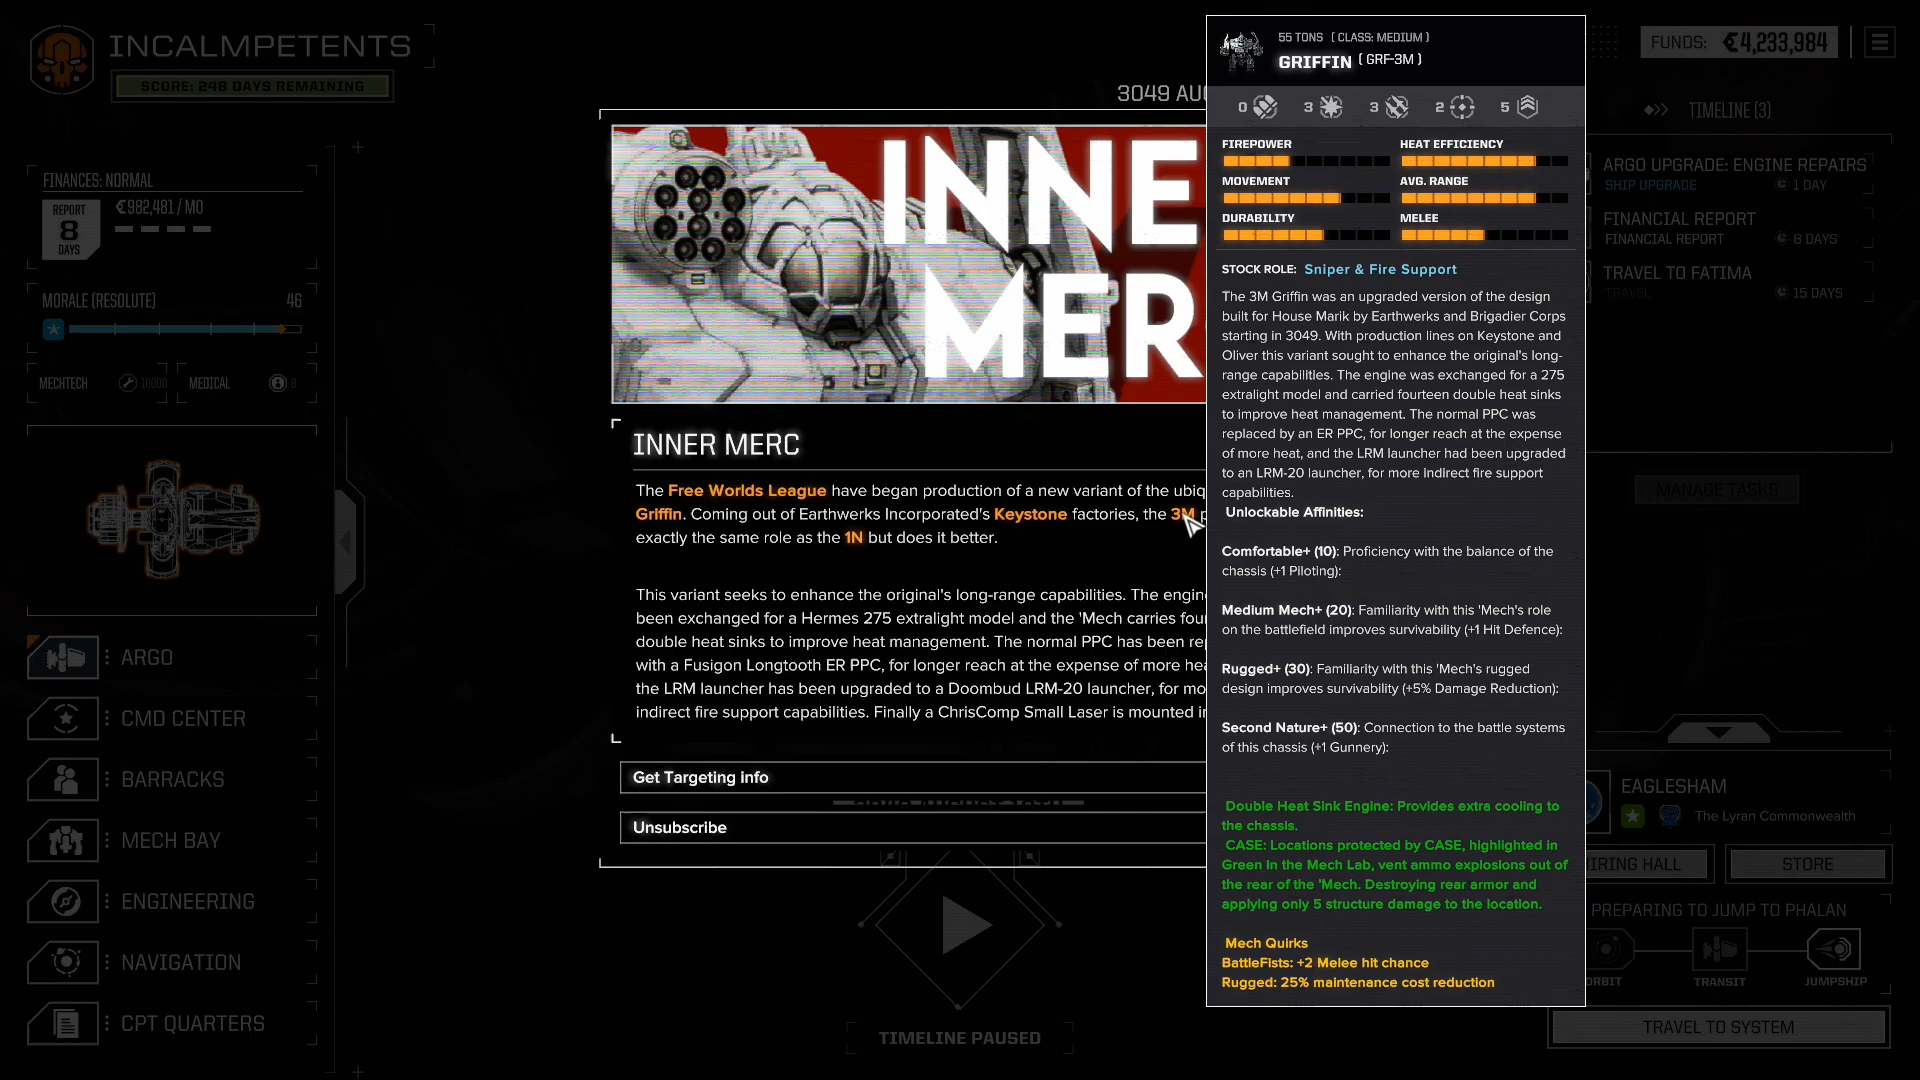 INCALMPETENTS
SCORE: 248 DAYS REMAINING
FINANCES: NORMAL
REPORT
8
DAYS
€982,481 / MO
MORALE (RESOLUTE) 46
MECHTECH 10000 MEDICAL 8
ARGO
CMD CENTER
BARRACKS
MECH BAY
ENGINEERING
NAVIGATION
CPT QUARTERS
3049 AU
INNE
MER
INNER MERC
The Free Worlds League have began production of a new variant of the ubiq
Griffin. Coming out of Earthwerks Incorporated's Keystone factories, the 3M p
exactly the same role as the 1N but does it better.
This variant seeks to enhance the original's long-range capabilities. The engin
been exchanged for a Hermes 275 extralight model and the 'Mech carries four
double heat sinks to improve heat management. The normal PPC has been rep
with a Fusigon Longtooth ER PPC, for longer reach at the expense of more hea
the LRM launcher has been upgraded to a Doombud LRM-20 launcher, for mo
indirect fire support capabilities. Finally a ChrisComp Small Laser is mounted in
Get Targeting info
Unsubscribe
TIMELINE PAUSED
55 TONS [ CLASS: MEDIUM ]
GRIFFIN [ GRF-3M ]
0 3 3 2 5
FIREPOWER HEAT EFFICIENCY
MOVEMENT AVG. RANGE
DURABILITY MELEE
STOCK ROLE: Sniper & Fire Support
The 3M Griffin was an upgraded version of the design
built for House Marik by Earthwerks and Brigadier Corps
starting in 3049. With production lines on Keystone and
Oliver this variant sought to enhance the original's long-
range capabilities. The engine was exchanged for a 275
extralight model and carried fourteen double heat sinks
to improve heat management. The normal PPC was
replaced by an ER PPC, for longer reach at the expense
of more heat, and the LRM launcher had been upgraded
to an LRM-20 launcher, for more indirect fire support
capabilities.
Unlockable Affinities:
Comfortable+ (10): Proficiency with the balance of the
chassis (+1 Piloting):
Medium Mech+ (20): Familiarity with this 'Mech's role
on the battlefield improves survivability (+1 Hit Defence):
Rugged+ (30): Familiarity with this 'Mech's rugged
design improves survivability (+5% Damage Reduction):
Second Nature+ (50): Connection to the battle systems
of this chassis (+1 Gunnery):
Double Heat Sink Engine: Provides extra cooling to
the chassis.
CASE: Locations protected by CASE, highlighted in
Green in the Mech Lab, vent ammo explosions out of
the rear of the 'Mech. Destroying rear armor and
applying only 5 structure damage to the location.
Mech Quirks
BattleFists: +2 Melee hit chance
Rugged: 25% maintenance cost reduction
FUNDS: €4,233,984
TIMELINE (3)
ARGO UPGRADE: ENGINE REPAIRS
SHIP UPGRADE 1 DAY
FINANCIAL REPORT
FINANCIAL REPORT 8 DAYS
TRAVEL TO FATIMA
TRAVEL 15 DAYS
MANAGE TASKS
EAGLESHAM
The Lyran Commonwealth
IRING HALL STORE
PREPARING TO JUMP TO PHALAN
ORBIT TRANSIT JUMPSHIP
TRAVEL TO SYSTEM